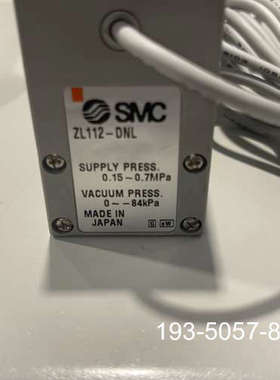 SMC
ZL112-DNL
SUPPLY PRESS.
0.15~0.7MPa
VACUUM PRESS.
0~-84kPa
MADE IN
JAPAN
193-5057-8